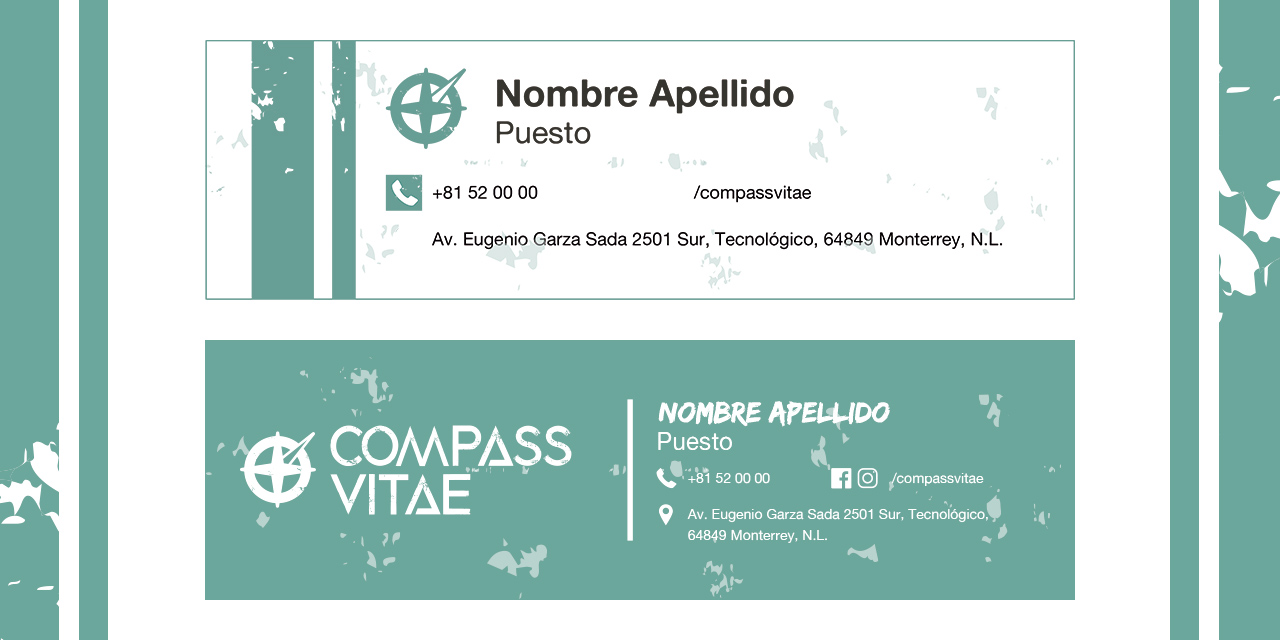 Nombre Apellido
Puesto
+81 52 00 00 /compassvitae
Av. Eugenio Garza Sada 2501 Sur, Tecnológico, 64849 Monterrey, N.L.
COMPASS
VITAE
NOMBRE APELLIDO
Puesto
+81 52 00 00 /compassvitae
Av. Eugenio Garza Sada 2501 Sur, Tecnológico,
64849 Monterrey, N.L.